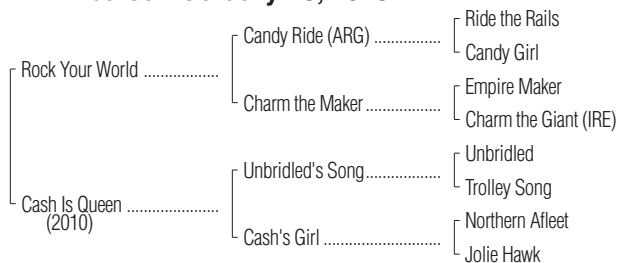 Ride the Rails
Candy Ride (ARG) ................
Candy Girl
Rock Your World ..................
Empire Maker
Charm the Maker ...................
Charm the Giant (IRE)
Unbridled
Unbridled's Song ...................
Trolley Song
Cash Is Queen ......................
(2010)
Northern Afleet
Cash's Girl ............................
Jolie Hawk